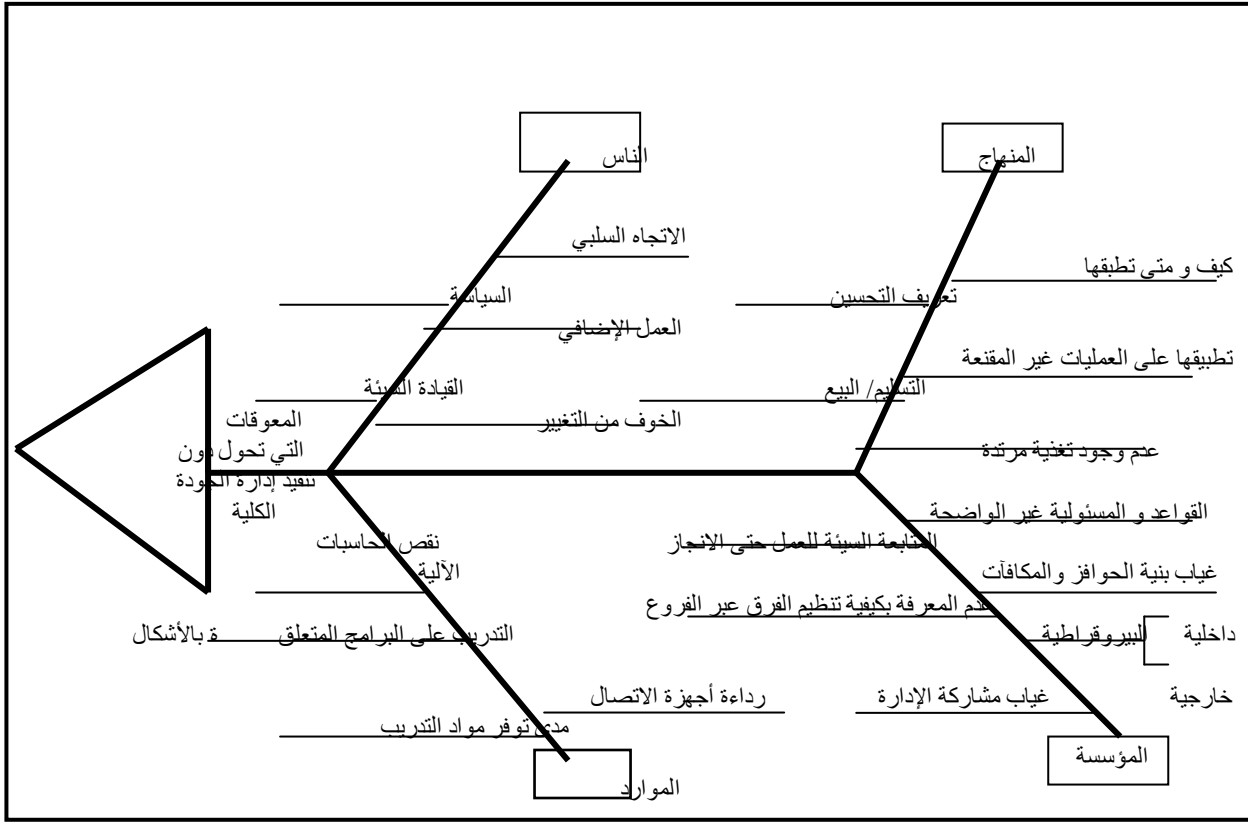 المنهاج
الناس
الاتجاه السلبي
كيف و متى تطبقها
السياسة
تعريف التحسين
العمل الإضافي
تطبيقها على العمليات غير المقنعة
القيادة السيئة
التسليم/ البيع
المعوقات
الخوف من التغيير
التي تحول دون
عدم وجود تغذية مرتدة
تنفيذ إدارة الجودة
الكلية
القواعد و المسئولية غير الواضحة
نقص الحاسبات
المتابعة السيئة للعمل حتى الانجاز
الآلية
غياب بنية الحوافز والمكافآت
عدم المعرفة بكيفية تنظيم الفرق عبر الفروع
التدريب على البرامج المتعلقة بالأشكال
البيروقراطية
داخلية
خارجية
غياب مشاركة الإدارة
رداءة أجهزة الاتصال
مدى توفر مواد التدريب
المؤسسة
الموارد